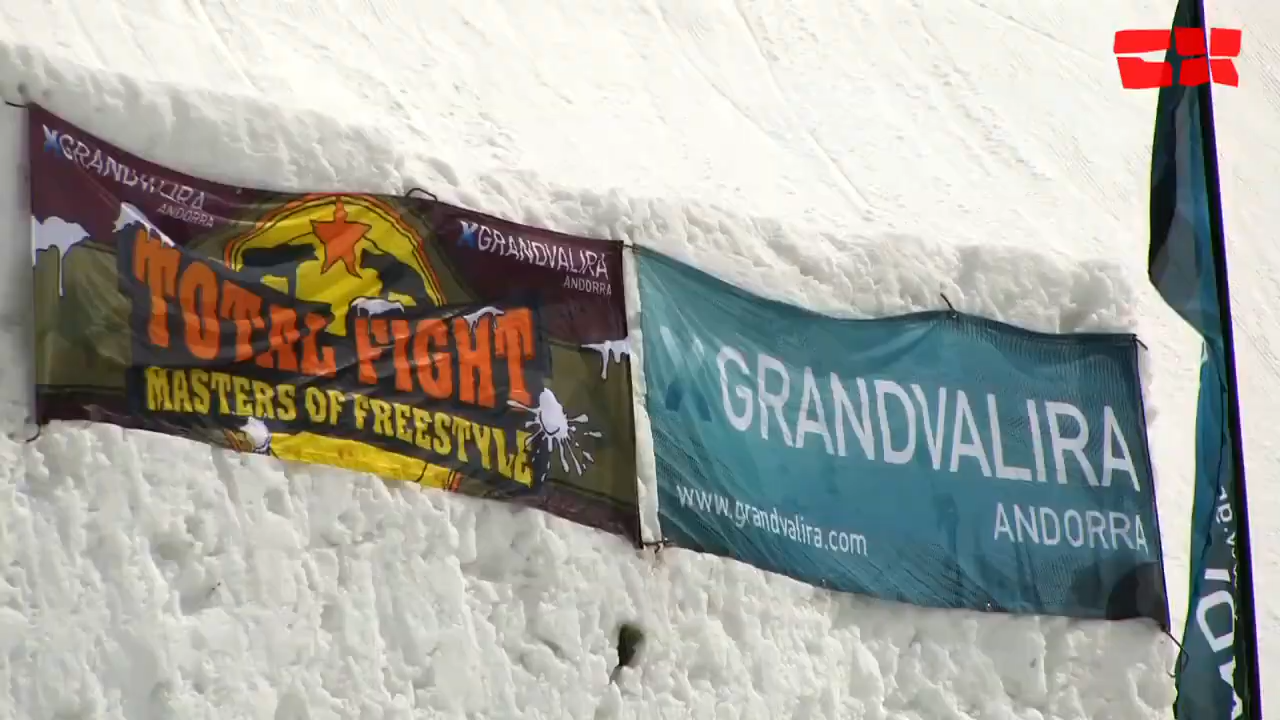 GRANDVALIRA
ANDORRA
GRANDVALIRA
ANDORRA
TOTAL FIGHT
MASTERS OF FREESTYLE
GRANDVALIRA
www.grandvalira.com
ANDORRA